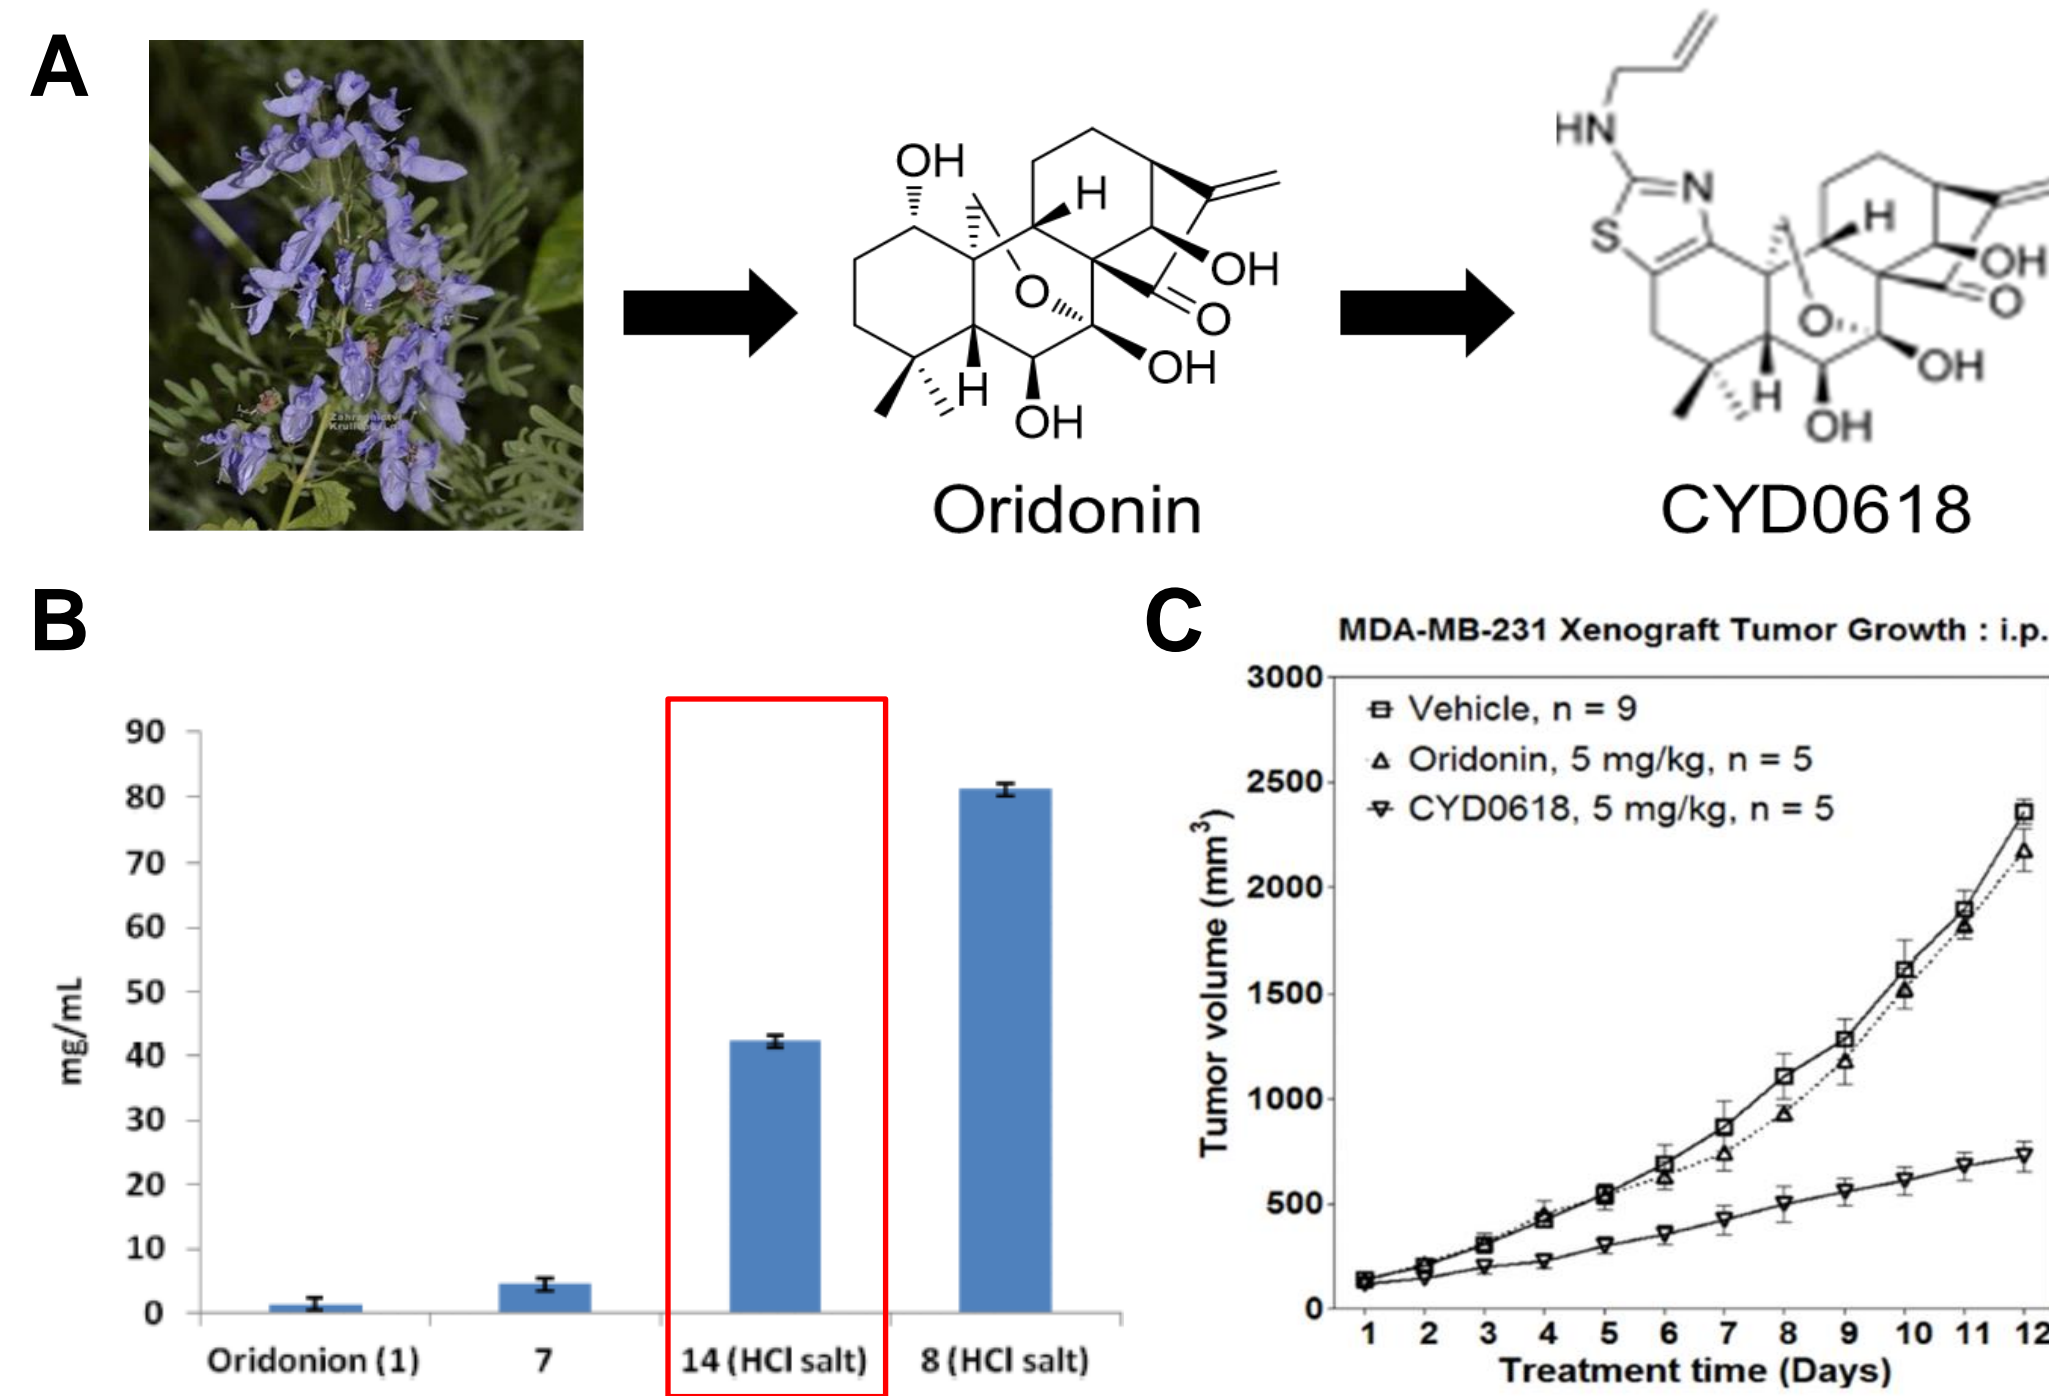 A
Zahradnictví
Krulichovi
OH
H
OH
O
O
OH
H
OH
Oridonin
HN
N
S
H
OH
O
O
OH
H
OH
CYD0618
B
90
80
70
60
50
40
30
20
10
0
mg/mL
Oridonion (1)
7
14 (HCl salt)
8 (HCl salt)
C
MDA-MB-231 Xenograft Tumor Growth : i.p.
3000
2500
2000
1500
1000
500
0
Tumor volume (mm³)
Vehicle, n = 9
Oridonin, 5 mg/kg, n = 5
CYD0618, 5 mg/kg, n = 5
1 2 3 4 5 6 7 8 9 10 11 12
Treatment time (Days)